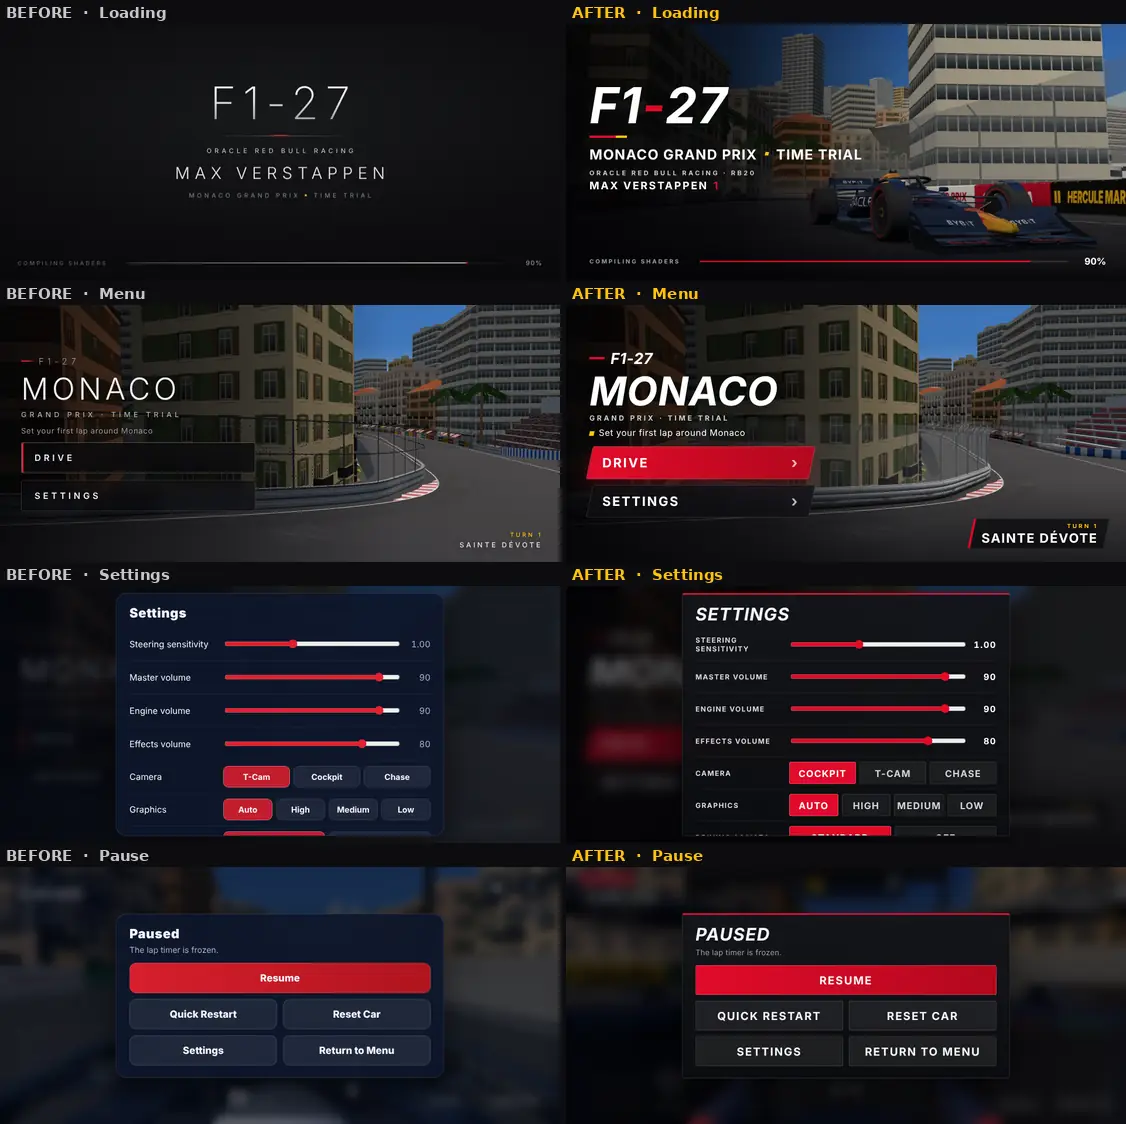 BEFORE · Loading
F1-27
ORACLE RED BULL RACING
MAX VERSTAPPEN
MONACO GRAND PRIX • TIME TRIAL
COMPILING SHADERS
90%
AFTER · Loading
F1-27
MONACO GRAND PRIX ▪ TIME TRIAL
ORACLE RED BULL RACING · RB20
MAX VERSTAPPEN 1
BYBIT
HERCULE MAR
COMPILING SHADERS
90%
BEFORE · Menu
F1-27
MONACO
GRAND PRIX · TIME TRIAL
Set your first lap around Monaco
DRIVE
SETTINGS
TURN 1
SAINTE DÉVOTE
AFTER · Menu
F1-27
MONACO
GRAND PRIX · TIME TRIAL
Set your first lap around Monaco
DRIVE ›
SETTINGS ›
TURN 1
SAINTE DÉVOTE
BEFORE · Settings
Settings
Steering sensitivity 1.00
Master volume 90
Engine volume 90
Effects volume 80
Camera T-Cam Cockpit Chase
Graphics Auto High Medium Low
AFTER · Settings
SETTINGS
STEERING
SENSITIVITY 1.00
MASTER VOLUME 90
ENGINE VOLUME 90
EFFECTS VOLUME 80
CAMERA COCKPIT T-CAM CHASE
GRAPHICS AUTO HIGH MEDIUM LOW
BEFORE · Pause
Paused
The lap timer is frozen.
Resume
Quick Restart Reset Car
Settings Return to Menu
AFTER · Pause
PAUSED
The lap timer is frozen.
RESUME
QUICK RESTART RESET CAR
SETTINGS RETURN TO MENU